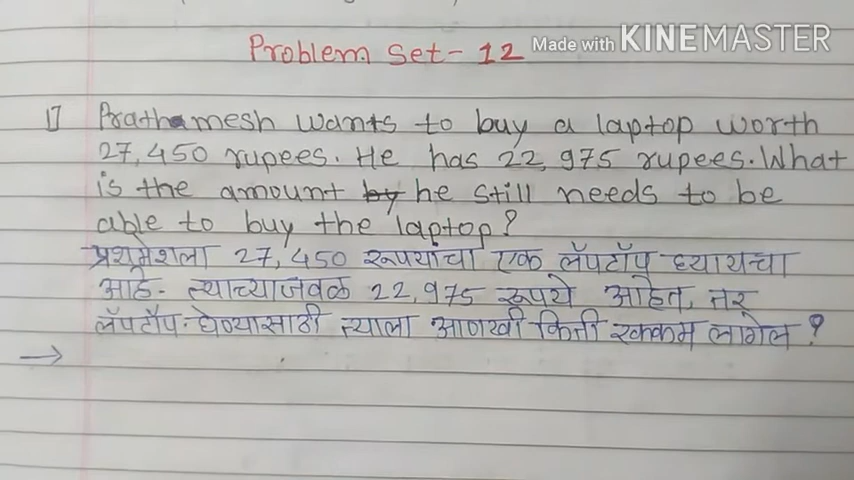 Problem Set - 12
Made with KINEMASTER
1] Prathamesh wants to buy a laptop worth
27,450 rupees. He has 22,975 rupees. What
is the amount by he still needs to be
able to buy the laptop?
प्रथमेशला 27,450 रूपयांचा एक लॅपटॉप घ्यायचा
आहे. त्याच्याजवळ 22,975 रूपये आहेत, तर
लॅपटॉप घेण्यासाठी त्याला आणखी किती रक्कम लागेल ?
→